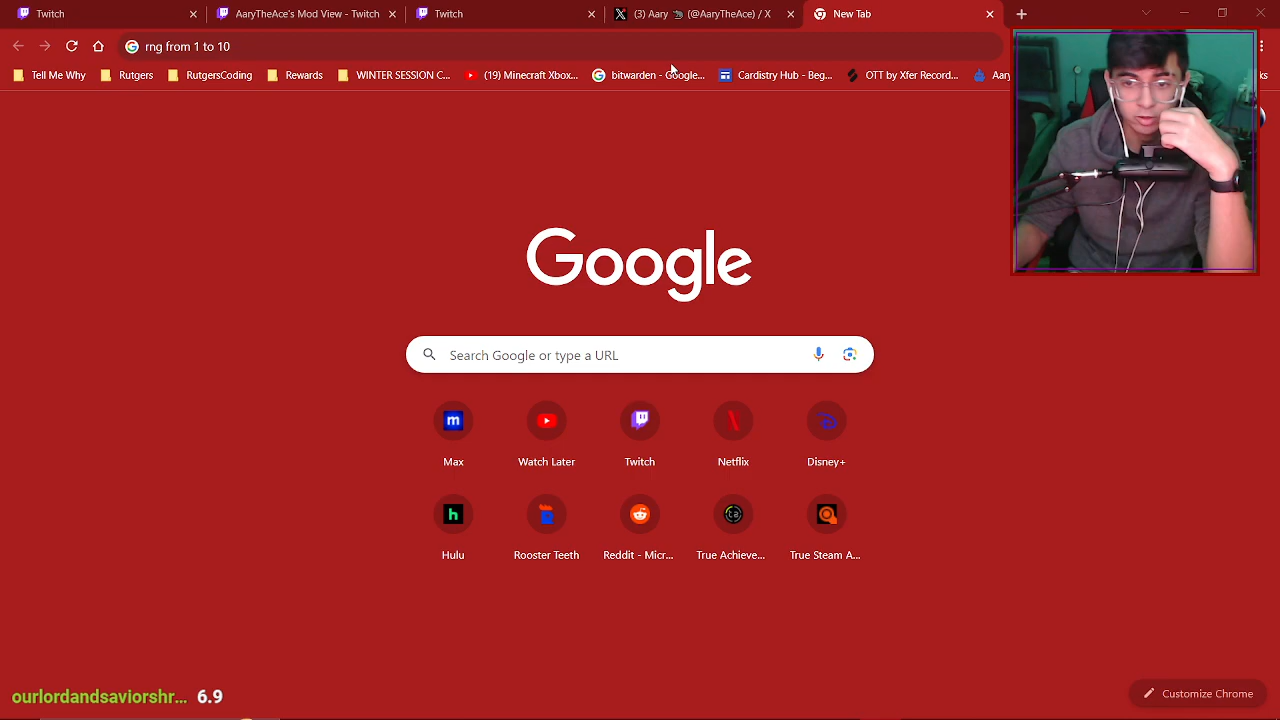 Twitch
AaryTheAce's Mod View - Twitch
Twitch
(3) Aary 🦈 (@AaryTheAce) / X
New Tab
rng from 1 to 10
Tell Me Why
Rutgers
RutgersCoding
Rewards
WINTER SESSION C...
(19) Minecraft Xbox...
bitwarden - Google...
Cardistry Hub - Beg...
OTT by Xfer Record...
Aary
Google
Search Google or type a URL
Max
Watch Later
Twitch
Netflix
Disney+
Hulu
Rooster Teeth
Reddit - Micr...
True Achieve...
True Steam A...
ourlordandsaviorshr... 6.9
Customize Chrome